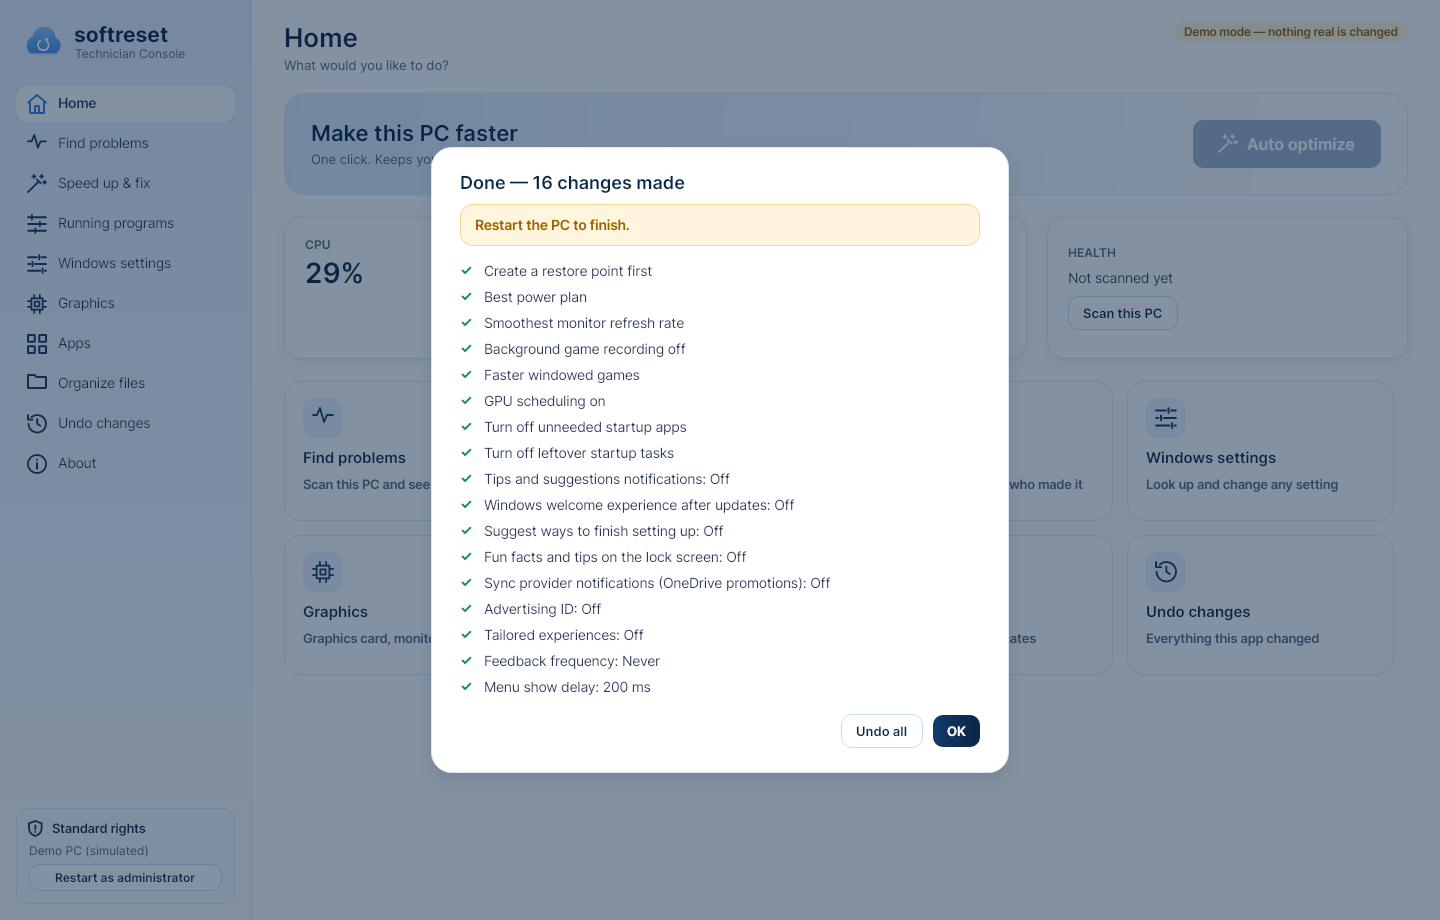 softreset
Technician Console
Home
Find problems
Speed up & fix
Running programs
Windows settings
Graphics
Apps
Organize files
Undo changes
About
Standard rights
Demo PC (simulated)
Restart as administrator
Home
What would you like to do?
Demo mode — nothing real is changed
Make this PC faster
One click. Keeps
Auto optimize
CPU
29%
HEALTH
Not scanned yet
Scan this PC
Find problems
Scan this PC and see
who made it
Windows settings
Look up and change any setting
Graphics
Graphics card,
Undo changes
Everything this app changed
Done — 16 changes made
Restart the PC to finish.
Create a restore point first
Best power plan
Smoothest monitor refresh rate
Background game recording off
Faster windowed games
GPU scheduling on
Turn off unneeded startup apps
Turn off leftover startup tasks
Tips and suggestions notifications: Off
Windows welcome experience after updates: Off
Suggest ways to finish setting up: Off
Fun facts and tips on the lock screen: Off
Sync provider notifications (OneDrive promotions): Off
Advertising ID: Off
Tailored experiences: Off
Feedback frequency: Never
Menu show delay: 200 ms
Undo all
OK